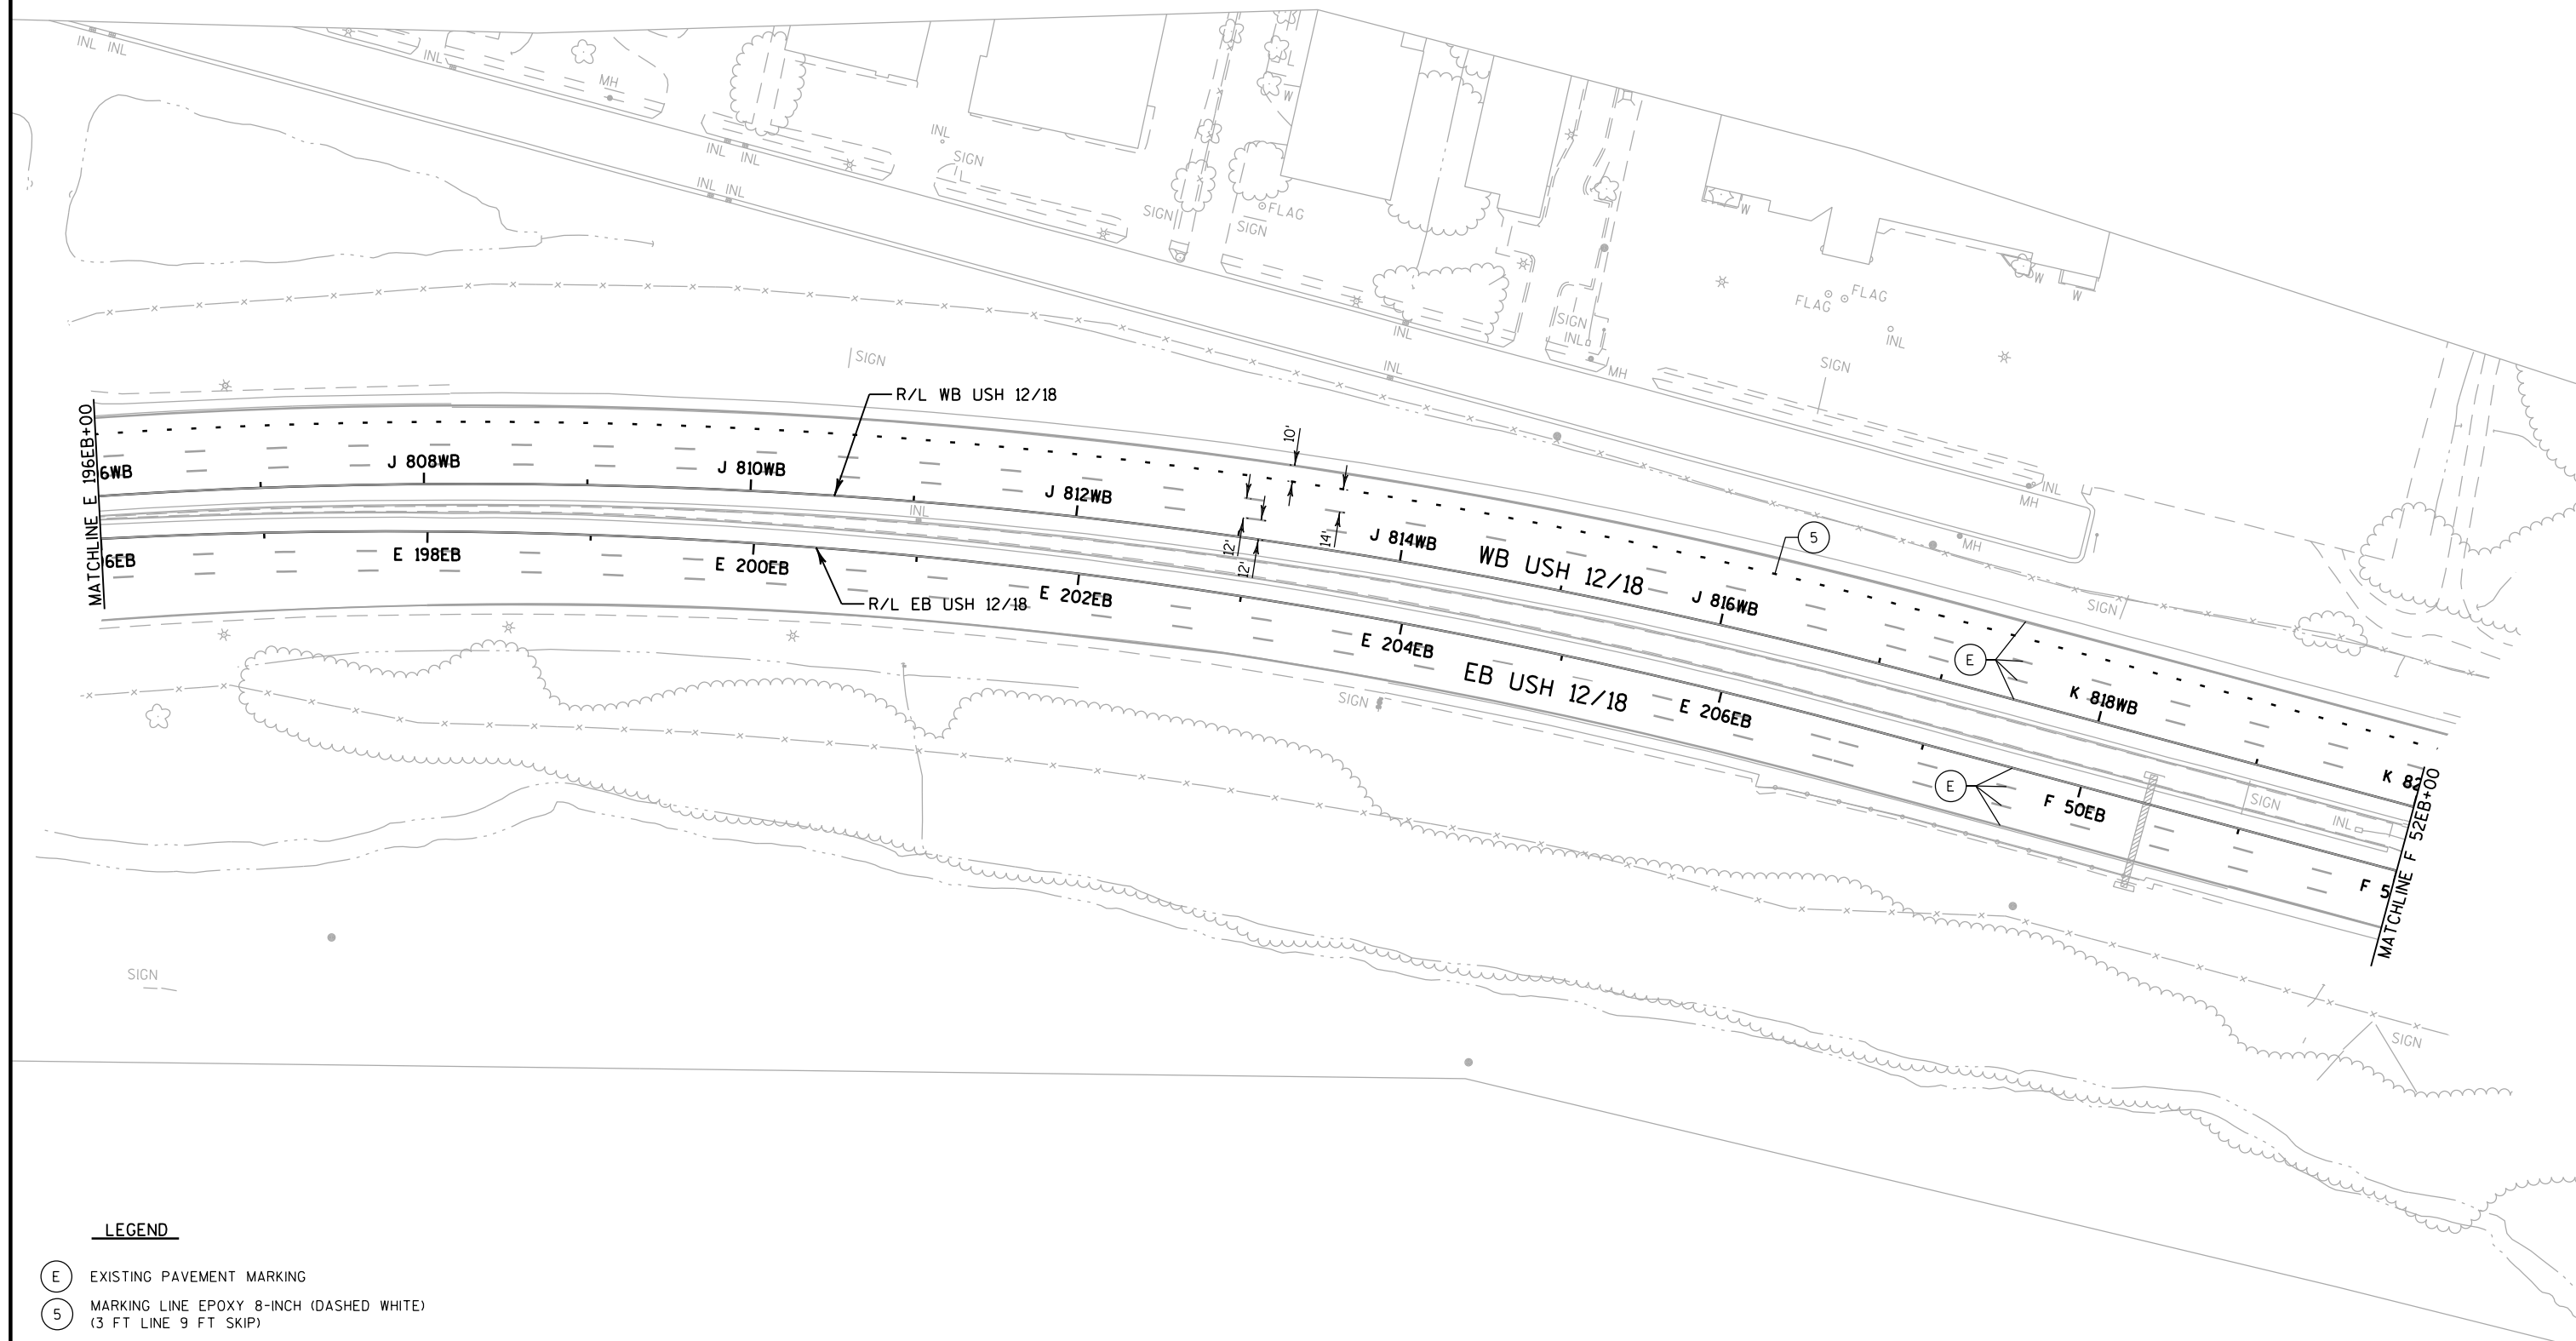 INL INL
INL
MH
INL
SIGN
INL INL
INL INL
SIGN
FLAG
SIGN
L
W
W
W
W
FLAG
FLAG
INL
SIGN
INL
INL
MH
INL
SIGN
INL
MH
MH
SIGN
SIGN
R/L WB USH 12/18
MATCHLINE E 196EB+00
6WB
J 808WB
J 810WB
J 812WB
J 814WB
J 816WB
K 818WB
K 82
10'
12'
12'
14'
WB USH 12/18
5
E
INL
6EB
E 198EB
E 200EB
E 202EB
E 204EB
E 206EB
F 50EB
F 5
R/L EB USH 12/18
EB USH 12/18
E
SIGN
SIGN
INL
MATCHLINE F 52EB+00
SIGN
SIGN
LEGEND
E EXISTING PAVEMENT MARKING
5 MARKING LINE EPOXY 8-INCH (DASHED WHITE)
(3 FT LINE 9 FT SKIP)